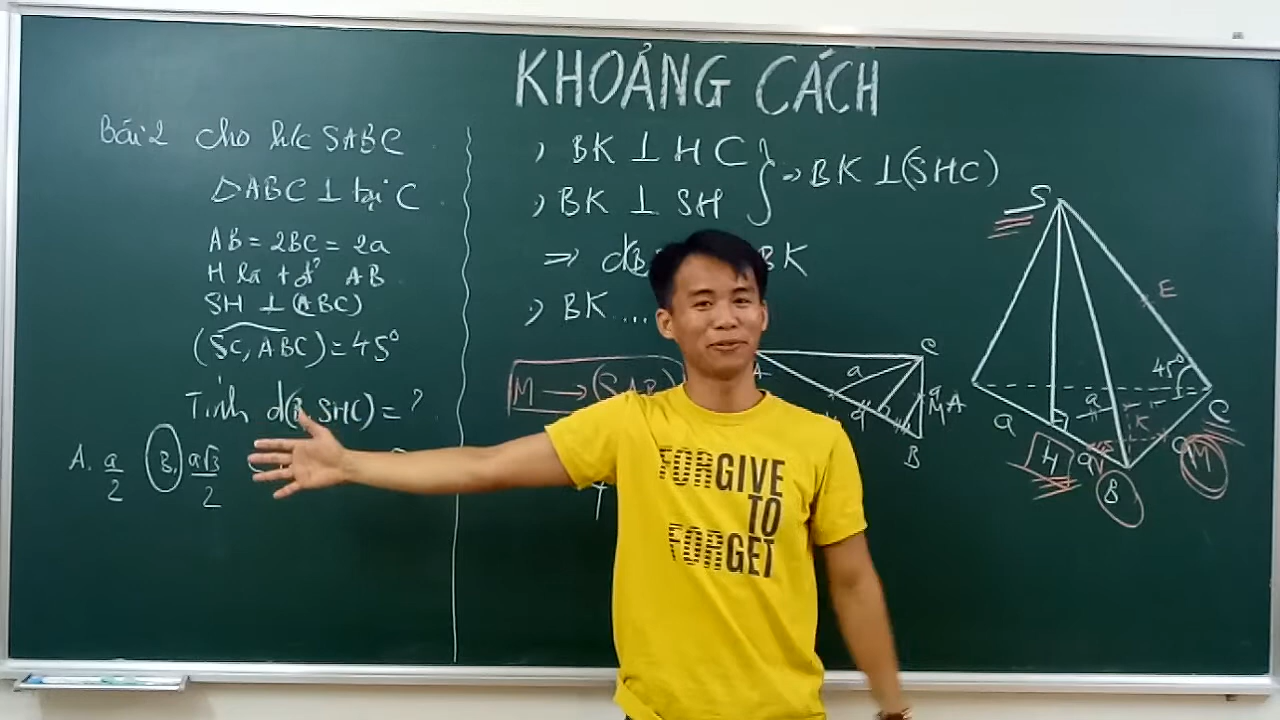 KHOẢNG CÁCH
Bài 2 cho h/c SABC
△ABC ⊥ tại C
AB = 2BC = 2a
H là tđ AB
SH ⊥ (ABC)
(SC, ABC) = 45°
Tính d(B, SHC) = ?
A. a/2 B. a√3/2
, BK ⊥ HC
, BK ⊥ SH } => BK ⊥ (SHC)
=> d BK
, BK ....
M → (SAB)
A C
a a
M A
B
S
E
45°
a a K C
H a B a M
FORGIVE
TO
FORGET